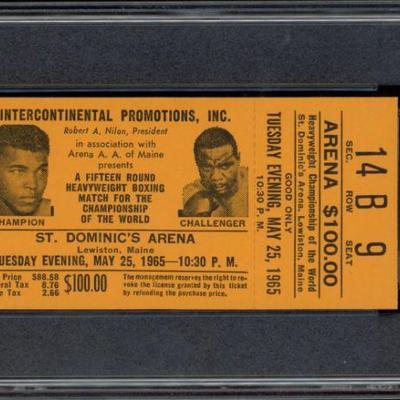 INTERCONTINENTAL PROMOTIONS, INC.
Robert A. Nilon, President
in association with
Arena A. A. of Maine
presents
A FIFTEEN ROUND
HEAVYWEIGHT BOXING
MATCH FOR THE
CHAMPIONSHIP
OF THE WORLD
HAMPION
CHALLENGER
ST. DOMINIC'S ARENA
Lewiston, Maine
TUESDAY EVENING, MAY 25, 1965—10:30 P. M.
Price $88.58
eral Tax 8.76
e Tax 2.66
$100.00
The management reserves the right to revoke the license granted by this ticket by refunding the purchase price.
TUESDAY EVENING, MAY 25, 1965
10:30 P.M.
GOOD ONLY
St. Dominic's Arena, Lewiston, Maine
Heavyweight Championship of the World
ARENA $100.00
SEC. ROW SEAT
14 B 9